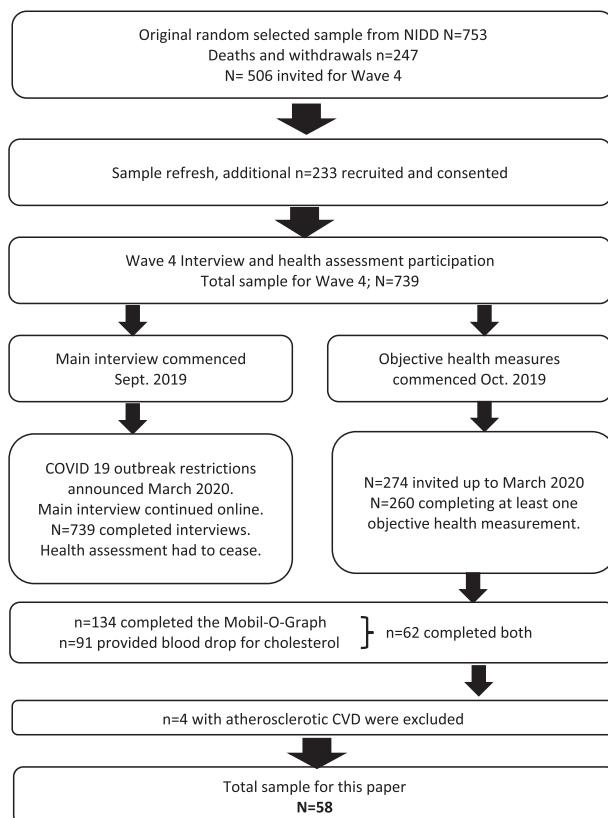 Original random selected sample from NIDD N=753
Deaths and withdrawals n=247
N= 506 invited for Wave 4
Sample refresh, additional n=233 recruited and consented
Wave 4 Interview and health assessment participation
Total sample for Wave 4; N=739
Main interview commenced
Sept. 2019
Objective health measures
commenced Oct. 2019
COVID 19 outbreak restrictions
announced March 2020.
Main interview continued online.
N=739 completed interviews.
Health assessment had to cease.
N=274 invited up to March 2020
N=260 completing at least one
objective health measurement.
n=134 completed the Mobil-O-Graph
n=91 provided blood drop for cholesterol
n=62 completed both
n=4 with atherosclerotic CVD were excluded
Total sample for this paper
N=58